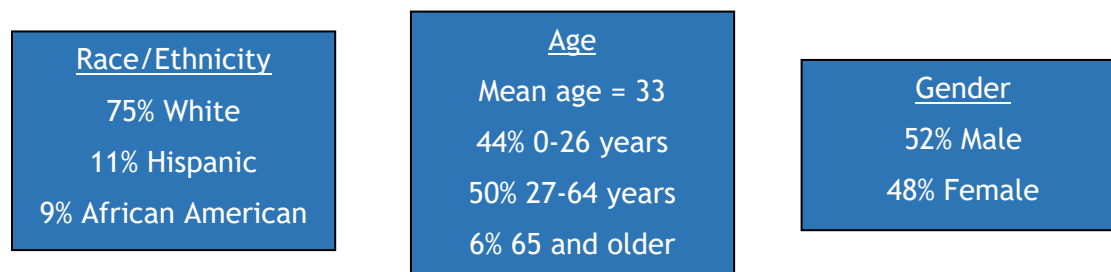 Race/Ethnicity
75% White
11% Hispanic
9% African American
Age
Mean age = 33
44% 0-26 years
50% 27-64 years
6% 65 and older
Gender
52% Male
48% Female